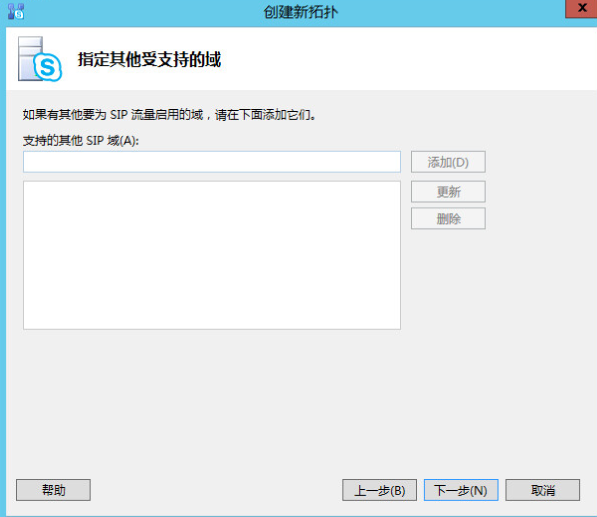 创建新拓扑
指定其他受支持的域
如果有其他要为 SIP 流量启用的域，请在下面添加它们。
支持的其他 SIP 域(A):
添加(D)
更新
删除
帮助
上一步(B)
下一步(N)
取消